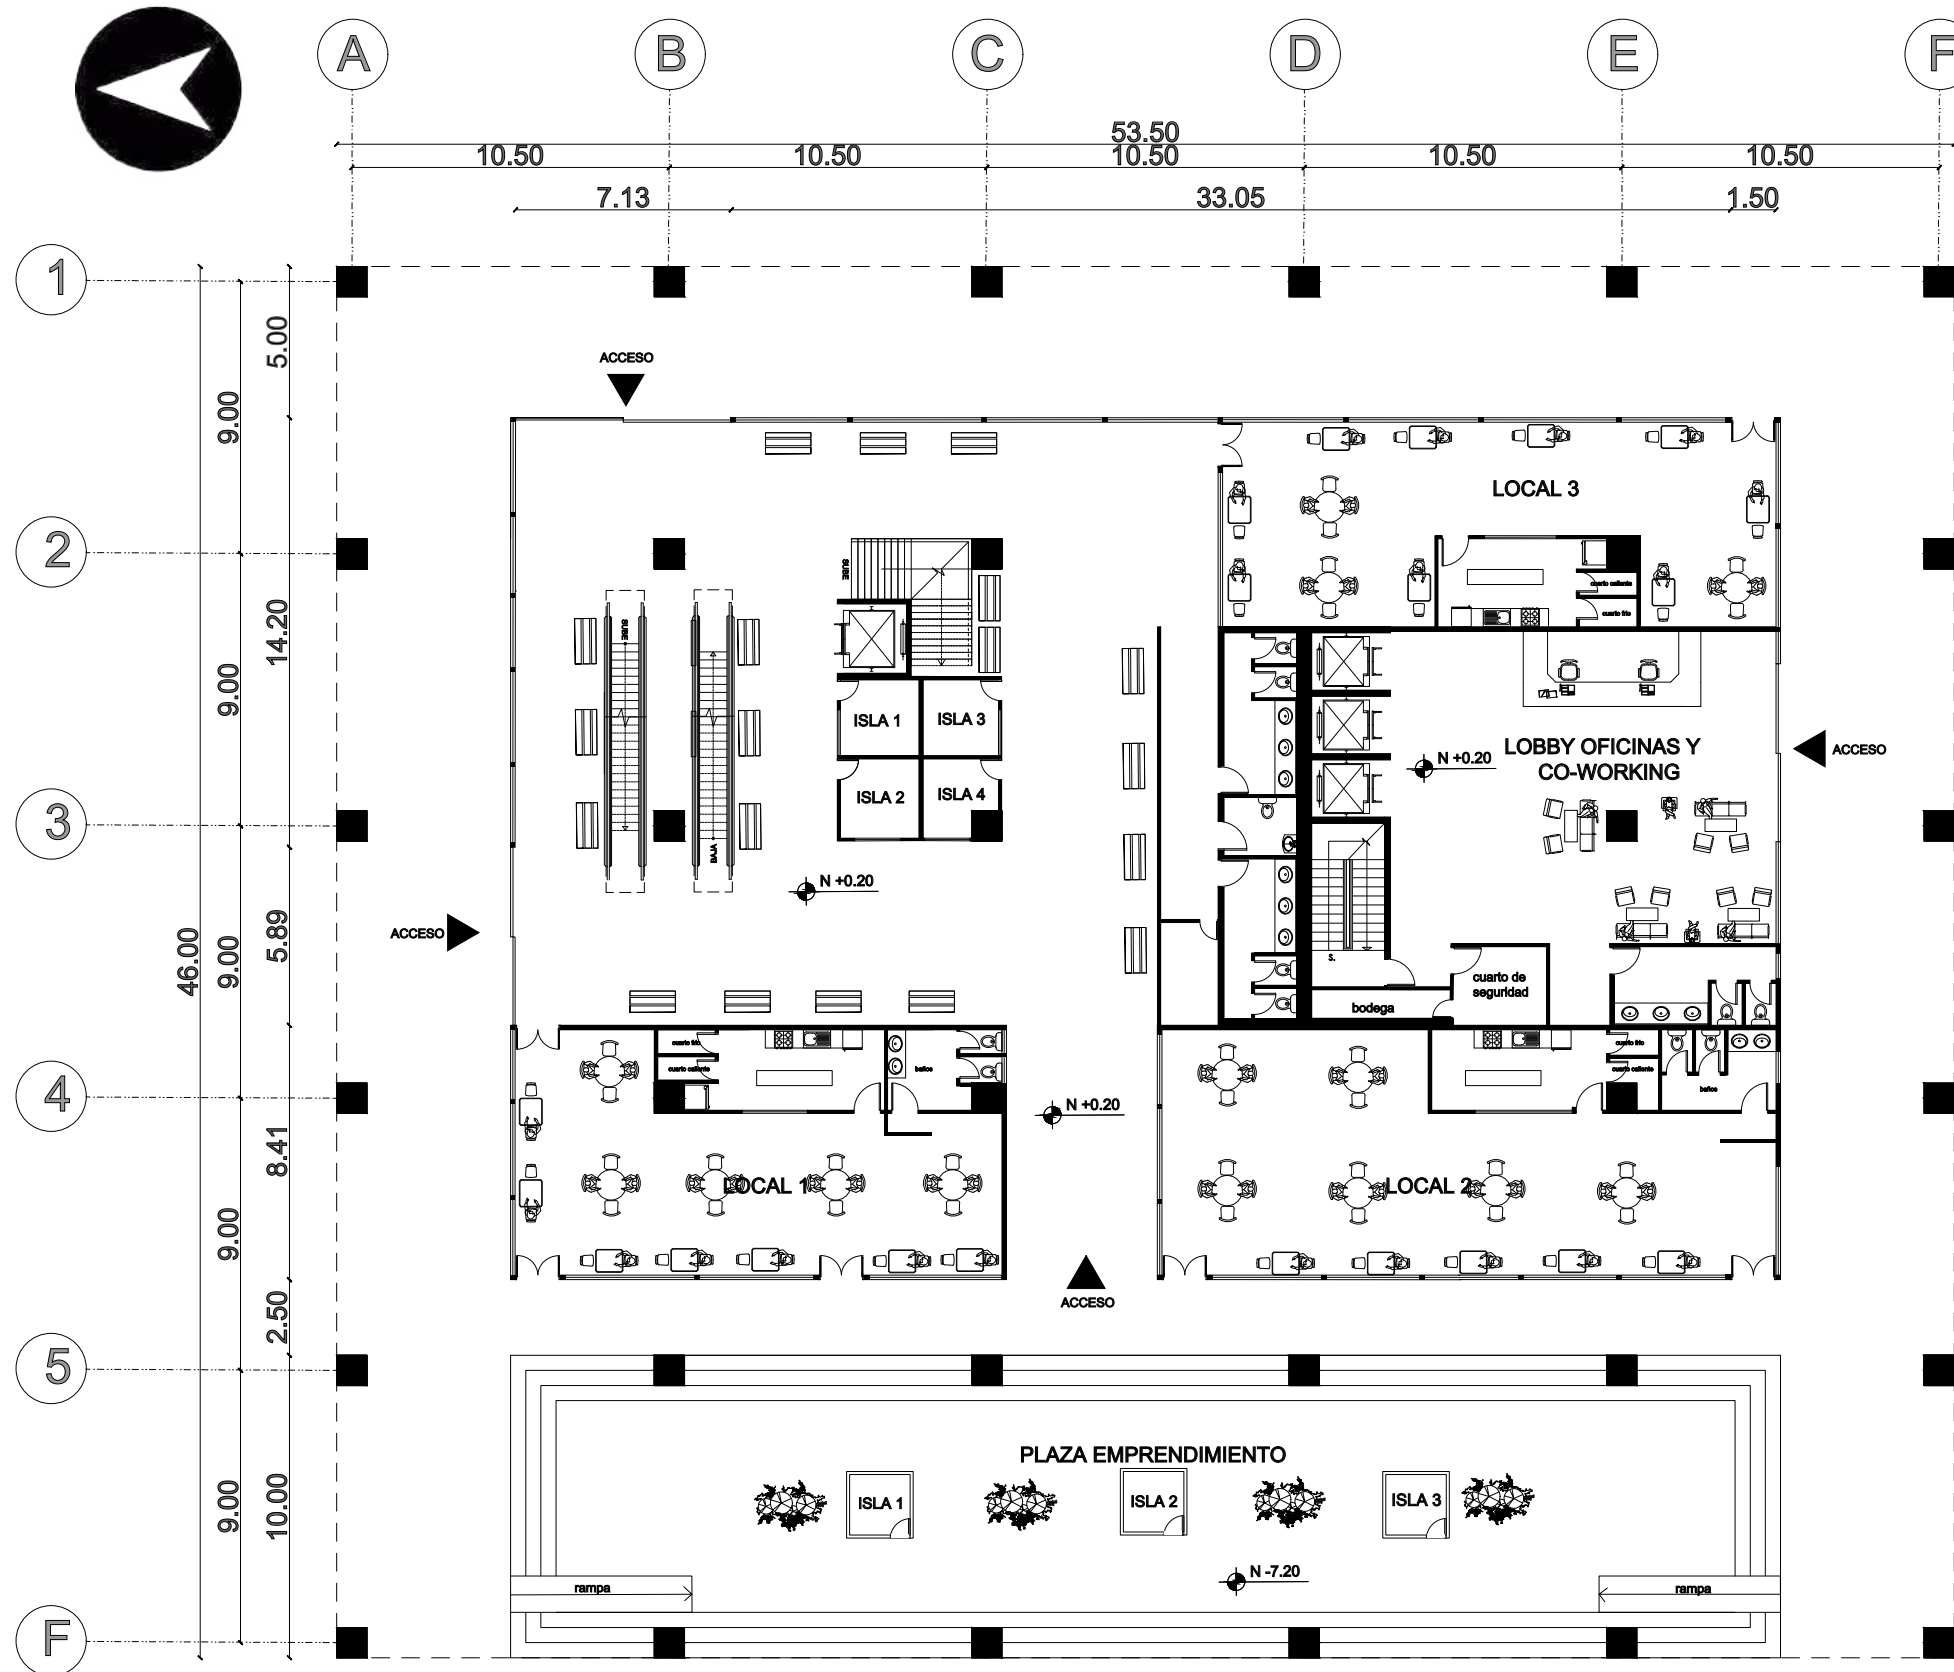 A
B
C
D
E
F
53.50
10.50
10.50
10.50
10.50
10.50
7.13
33.05
1.50
1
2
3
4
5
F
46.00
9.00
9.00
9.00
9.00
9.00
5.00
14.20
5.89
8.41
2.50
10.00
ACCESO
LOCAL 3
SUBE
cuarto caliente
cuarto frio
SUBE
ISLA 1
ISLA 3
ISLA 2
ISLA 4
BAJA
N +0.20
N +0.20
LOBBY OFICINAS Y
CO-WORKING
ACCESO
ACCESO
S.
cuarto de
seguridad
bodega
cuarto frio
cuarto caliente
baños
N +0.20
cuarto frio
cuarto caliente
baños
LOCAL 1
LOCAL 2
ACCESO
PLAZA EMPRENDIMIENTO
ISLA 1
ISLA 2
ISLA 3
N -7.20
rampa
rampa